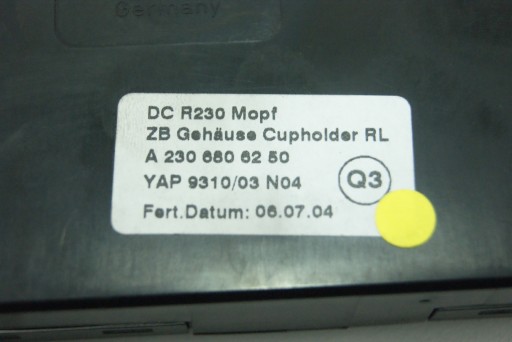 Germany
DC R230 Mopf
ZB Gehäuse Cupholder RL
A 230 680 62 50
YAP 9310/03 N04
Q3
Fert.Datum: 06.07.04